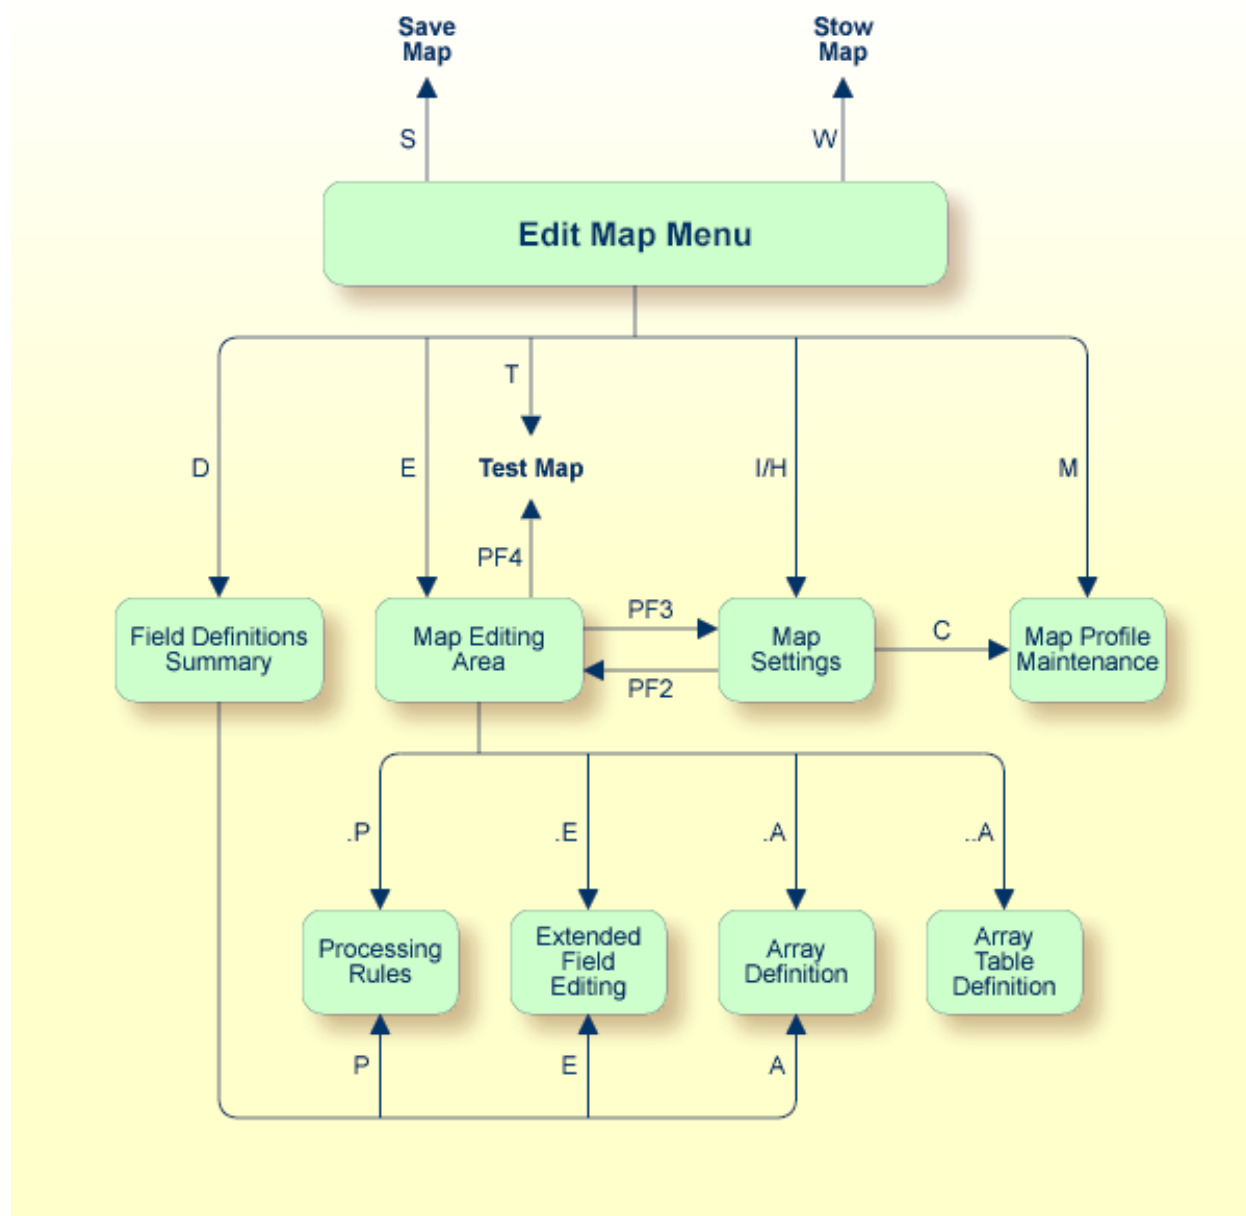 Save
Map
Stow
Map
S
W
Edit Map Menu
T
D
E
Test Map
I/H
M
PF4
Field Definitions
Summary
Map Editing
Area
PF3
PF2
Map
Settings
C
Map Profile
Maintenance
.P
.E
.A
..A
Processing
Rules
Extended
Field
Editing
Array
Definition
Array
Table
Definition
P
E
A